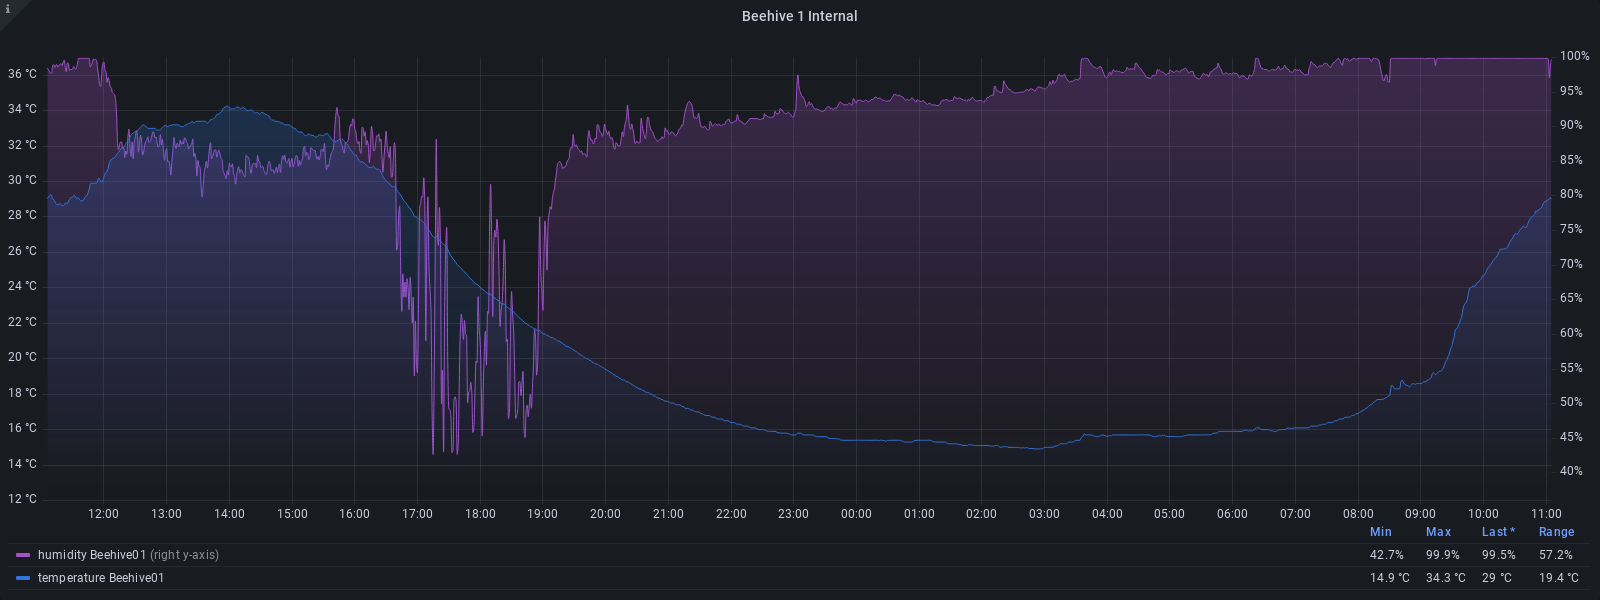 i
Beehive 1 Internal
36 °C
34 °C
32 °C
30 °C
28 °C
26 °C
24 °C
22 °C
20 °C
18 °C
16 °C
14 °C
12 °C
100%
95%
90%
85%
80%
75%
70%
65%
60%
55%
50%
45%
40%
12:00 13:00 14:00 15:00 16:00 17:00 18:00 19:00 20:00 21:00 22:00 23:00 00:00 01:00 02:00 03:00 04:00 05:00 06:00 07:00 08:00 09:00 10:00 11:00
Min Max Last * Range
humidity Beehive01 (right y-axis) 42.7% 99.9% 99.5% 57.2%
temperature Beehive01 14.9 °C 34.3 °C 29 °C 19.4 °C